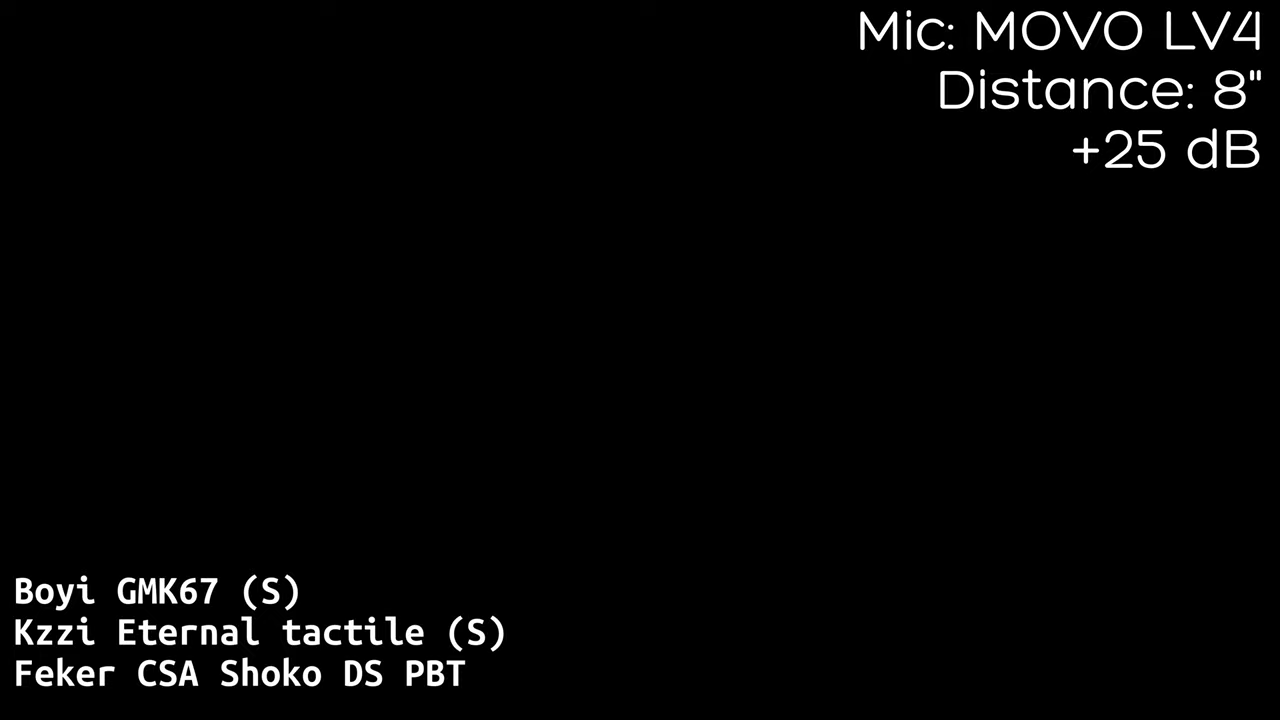 Mic: MOVO LV4
Distance: 8"
+25 dB
Boyi GMK67 (S)
Kzzi Eternal tactile (S)
Feker CSA Shoko DS PBT